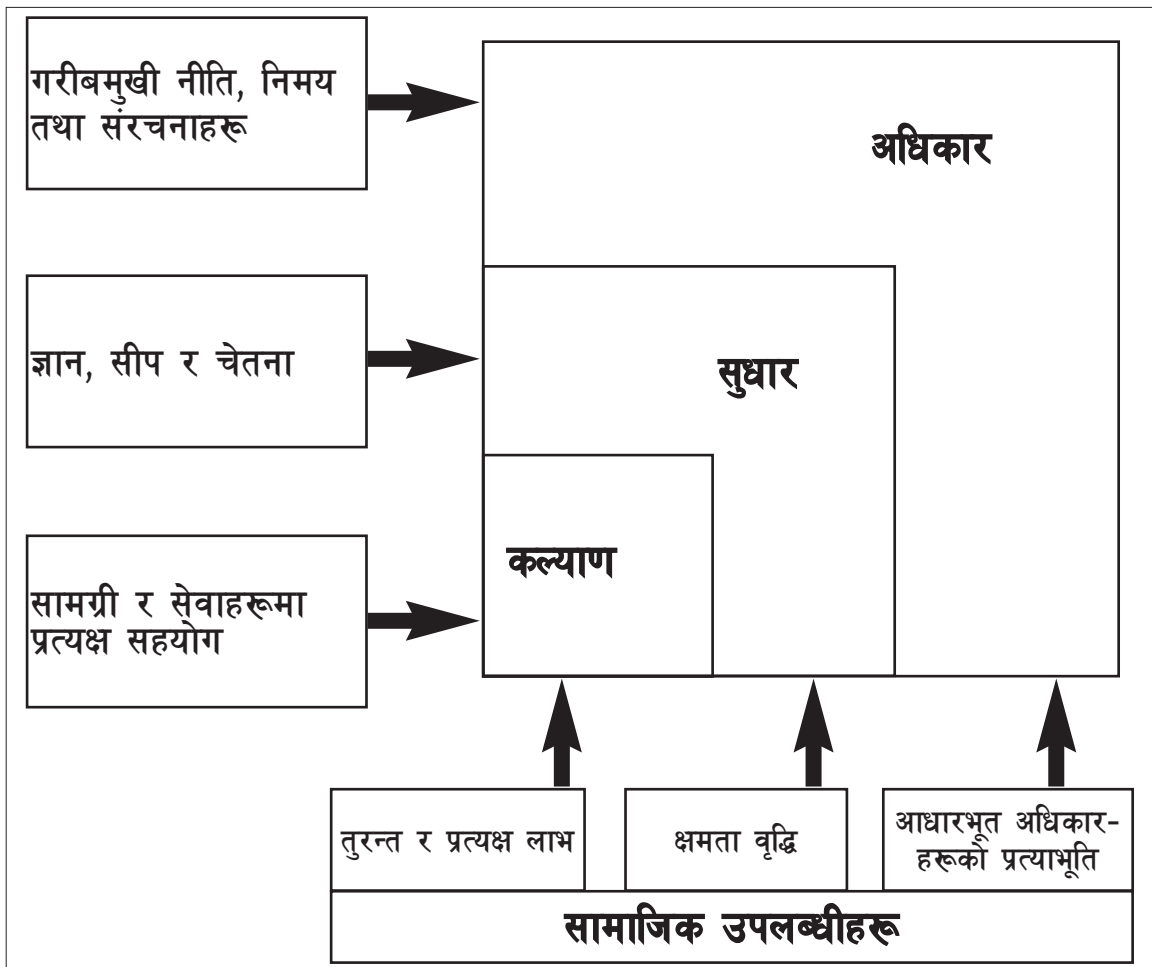 गरीबमुखी नीति, निमय
तथा संरचनाहरू
अधिकार
ज्ञान, सीप र चेतना
सुधार
कल्याण
सामग्री र सेवाहरूमा
प्रत्यक्ष सहयोग
तुरन्त र प्रत्यक्ष लाभ
क्षमता वृद्धि
आधारभूत अधिकार-
हरूको प्रत्याभूति
सामाजिक उपलब्धीहरू